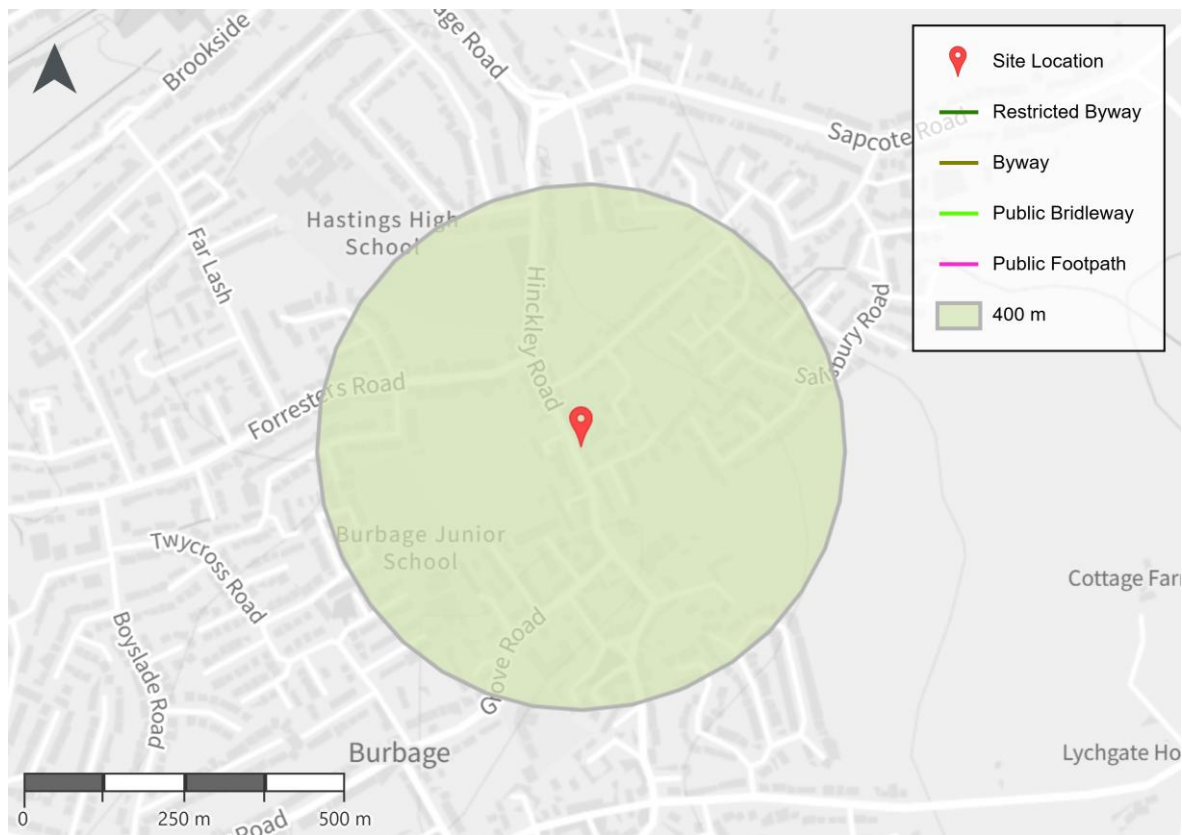 Brookside
age Road
Sapcote Road
Hastings High
School
Far Lash
Hinckley Road
Salisbury Road
Forresters Road
Burbage Junior
School
Twycross Road
Boyslade Road
Grove Road
Burbage
Road
Cottage Farm
Lychgate Ho
Site Location
Restricted Byway
Byway
Public Bridleway
Public Footpath
400 m
0
250 m
500 m